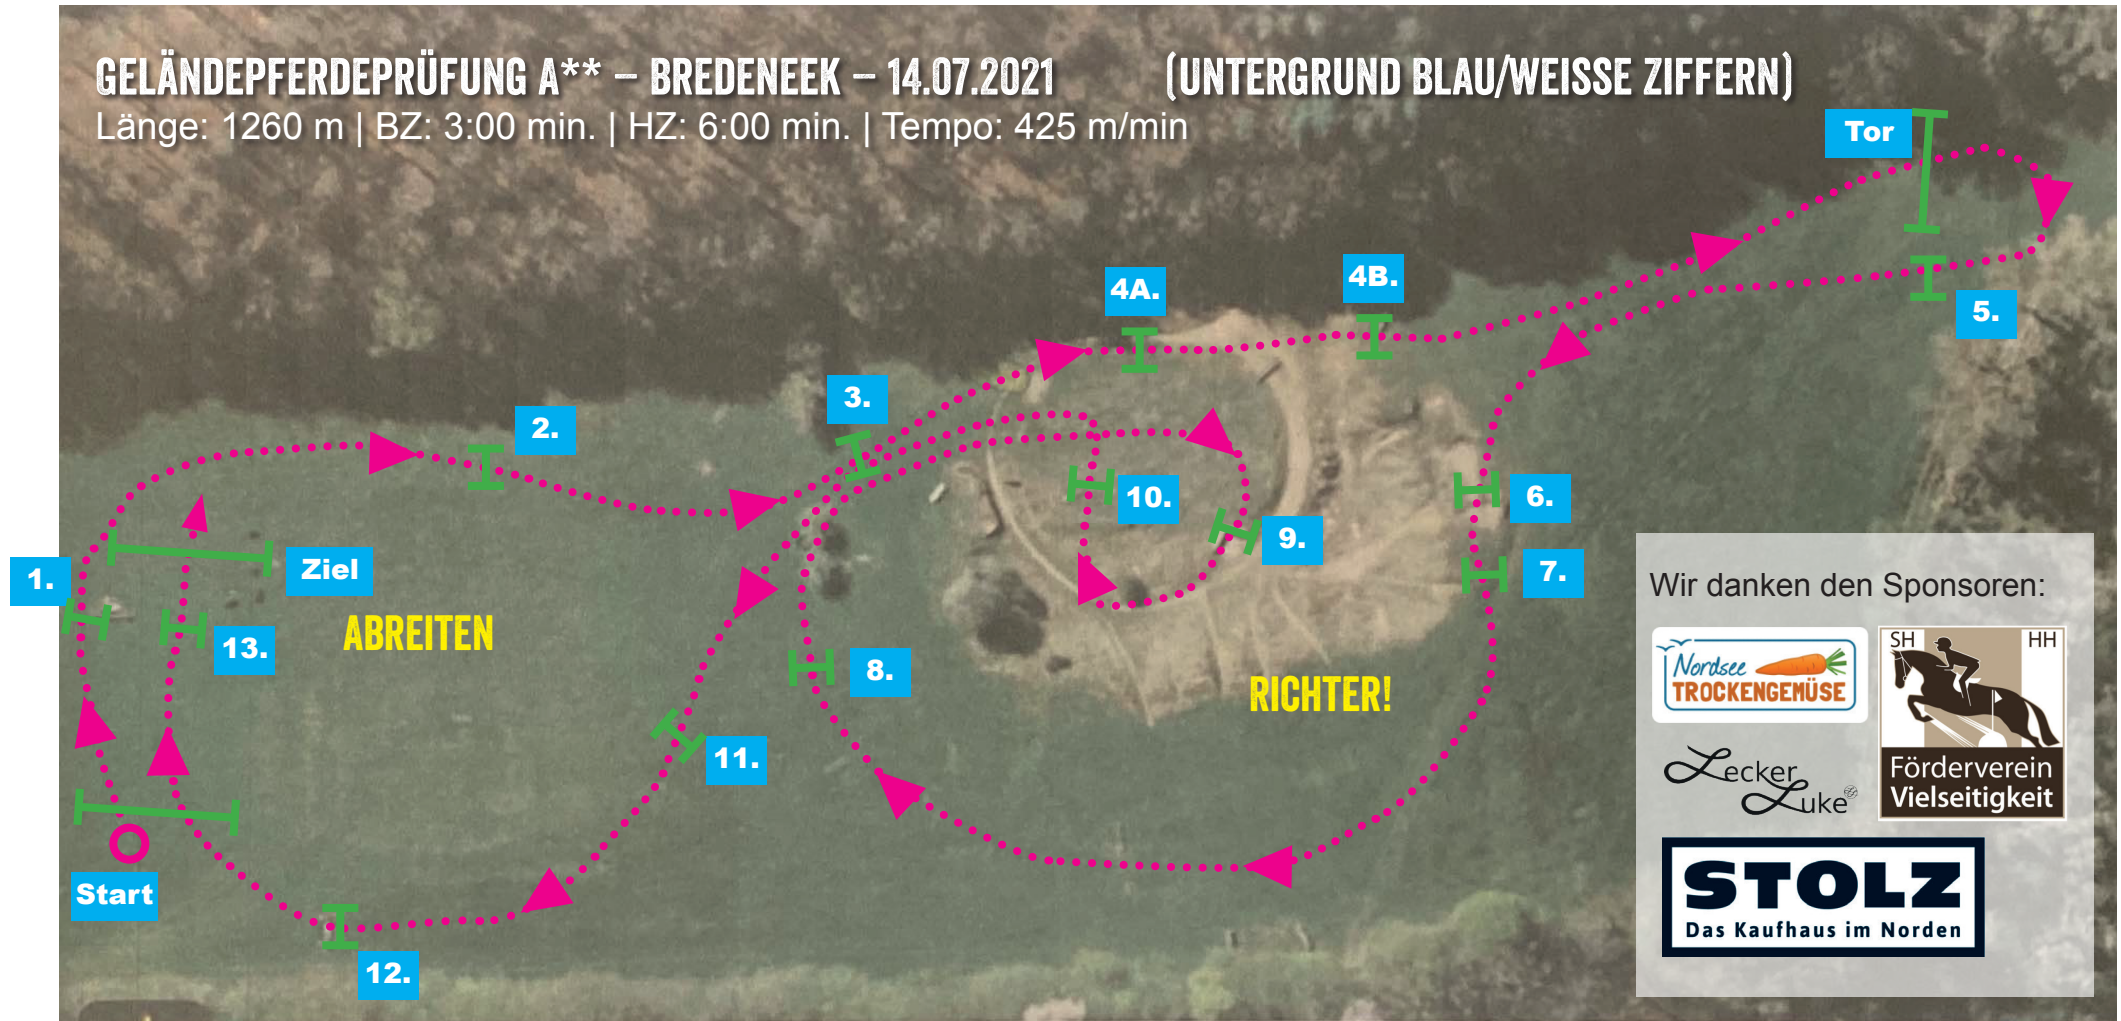 GELÄNDEPFERDEPRÜFUNG A** – BREDENEEK – 14.07.2021 (UNTERGRUND BLAU/WEISSE ZIFFERN)
Länge: 1260 m | BZ: 3:00 min. | HZ: 6:00 min. | Tempo: 425 m/min
Tor
4A.
4B.
5.
3.
2.
10.
6.
9.
1.
Ziel
7.
13.
ABREITEN
8.
RICHTER!
11.
Start
12.
Wir danken den Sponsoren:
Nordsee
TROCKENGEMÜSE
SH HH
Förderverein
Vielseitigkeit
Lecker
Luke
STOLZ
Das Kaufhaus im Norden